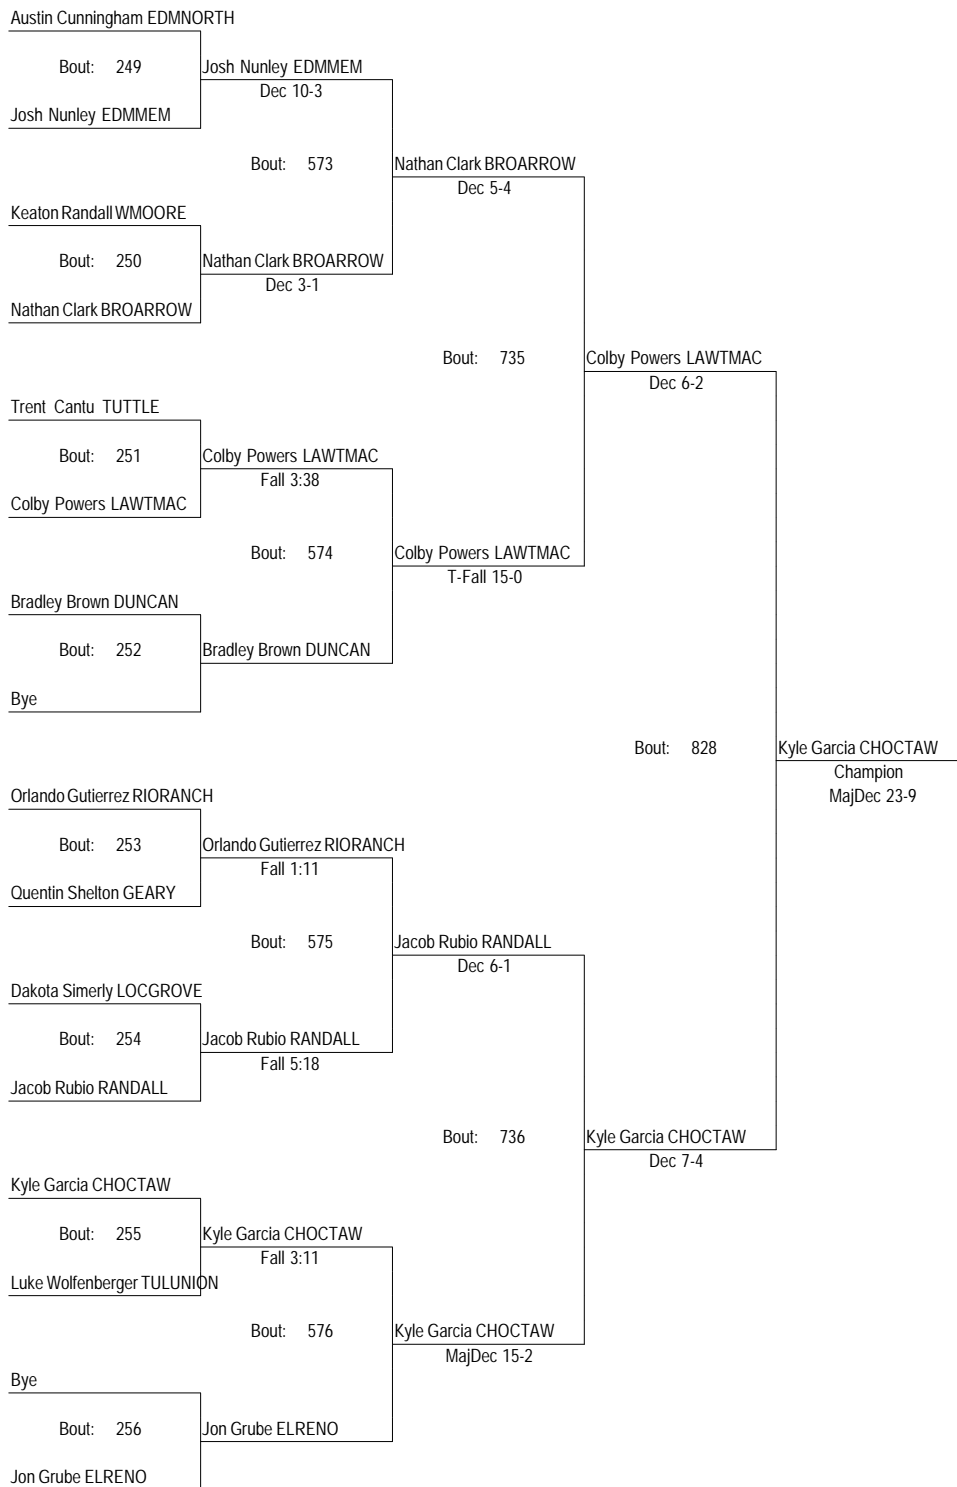 Austin Cunningham EDMNORTH
Bout: 249
Josh Nunley EDMMEM
Dec 10-3
Josh Nunley EDMMEM
Bout: 573
Nathan Clark BROARROW
Dec 5-4
Keaton Randall WMOORE
Bout: 250
Nathan Clark BROARROW
Dec 3-1
Nathan Clark BROARROW
Bout: 735
Colby Powers LAWTMAC
Dec 6-2
Trent Cantu TUTTLE
Bout: 251
Colby Powers LAWTMAC
Fall 3:38
Colby Powers LAWTMAC
Bout: 574
Colby Powers LAWTMAC
T-Fall 15-0
Bradley Brown DUNCAN
Bout: 252
Bradley Brown DUNCAN
Bye
Bout: 828
Kyle Garcia CHOCTAW
Champion
MajDec 23-9
Orlando Gutierrez RIORANCH
Bout: 253
Orlando Gutierrez RIORANCH
Fall 1:11
Quentin Shelton GEARY
Bout: 575
Jacob Rubio RANDALL
Dec 6-1
Dakota Simerly LOCGROVE
Bout: 254
Jacob Rubio RANDALL
Fall 5:18
Jacob Rubio RANDALL
Bout: 736
Kyle Garcia CHOCTAW
Dec 7-4
Kyle Garcia CHOCTAW
Bout: 255
Kyle Garcia CHOCTAW
Fall 3:11
Luke Wolfenberger TULUNION
Bout: 576
Kyle Garcia CHOCTAW
MajDec 15-2
Bye
Bout: 256
Jon Grube ELRENO
Jon Grube ELRENO